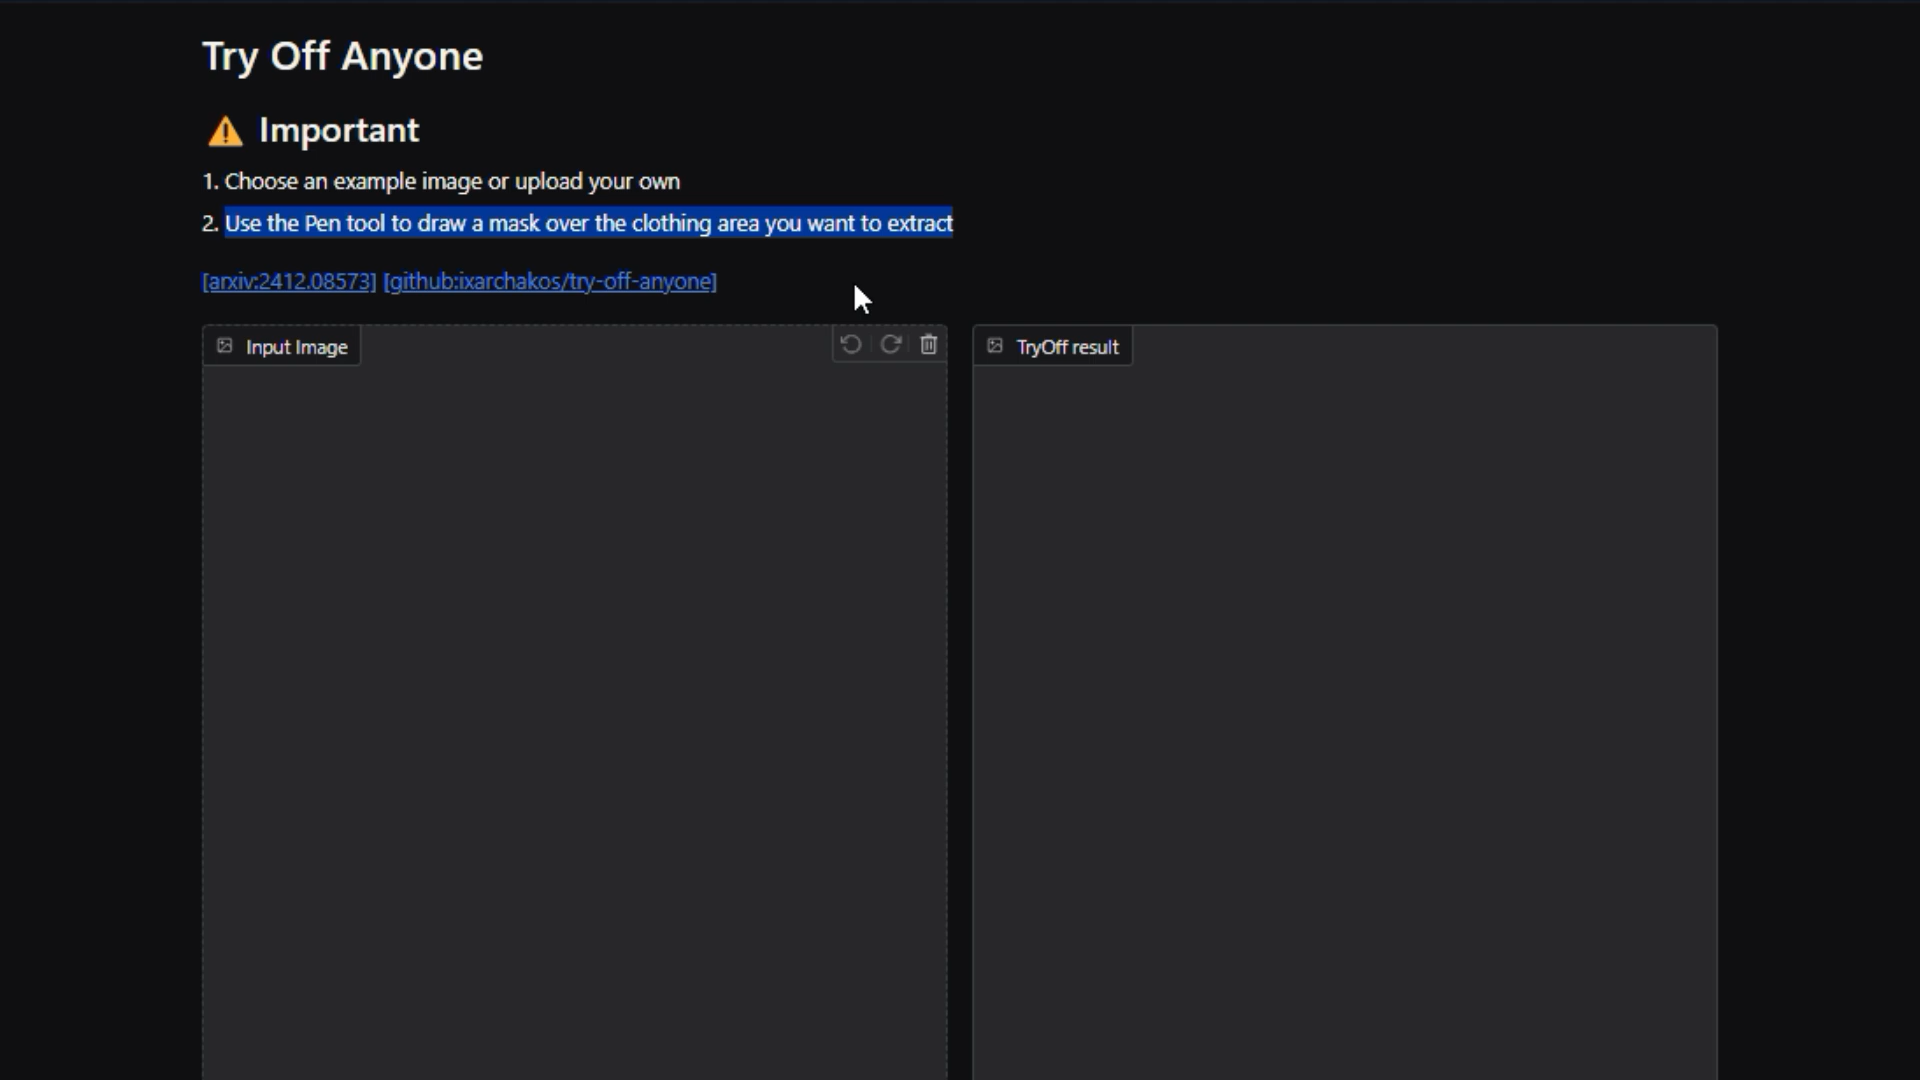 Try Off Anyone
⚠️ Important
1. Choose an example image or upload your own
2. Use the Pen tool to draw a mask over the clothing area you want to extract
[arxiv:2412.08573] [github:ixarchakos/try-off-anyone]
Input Image
TryOff result